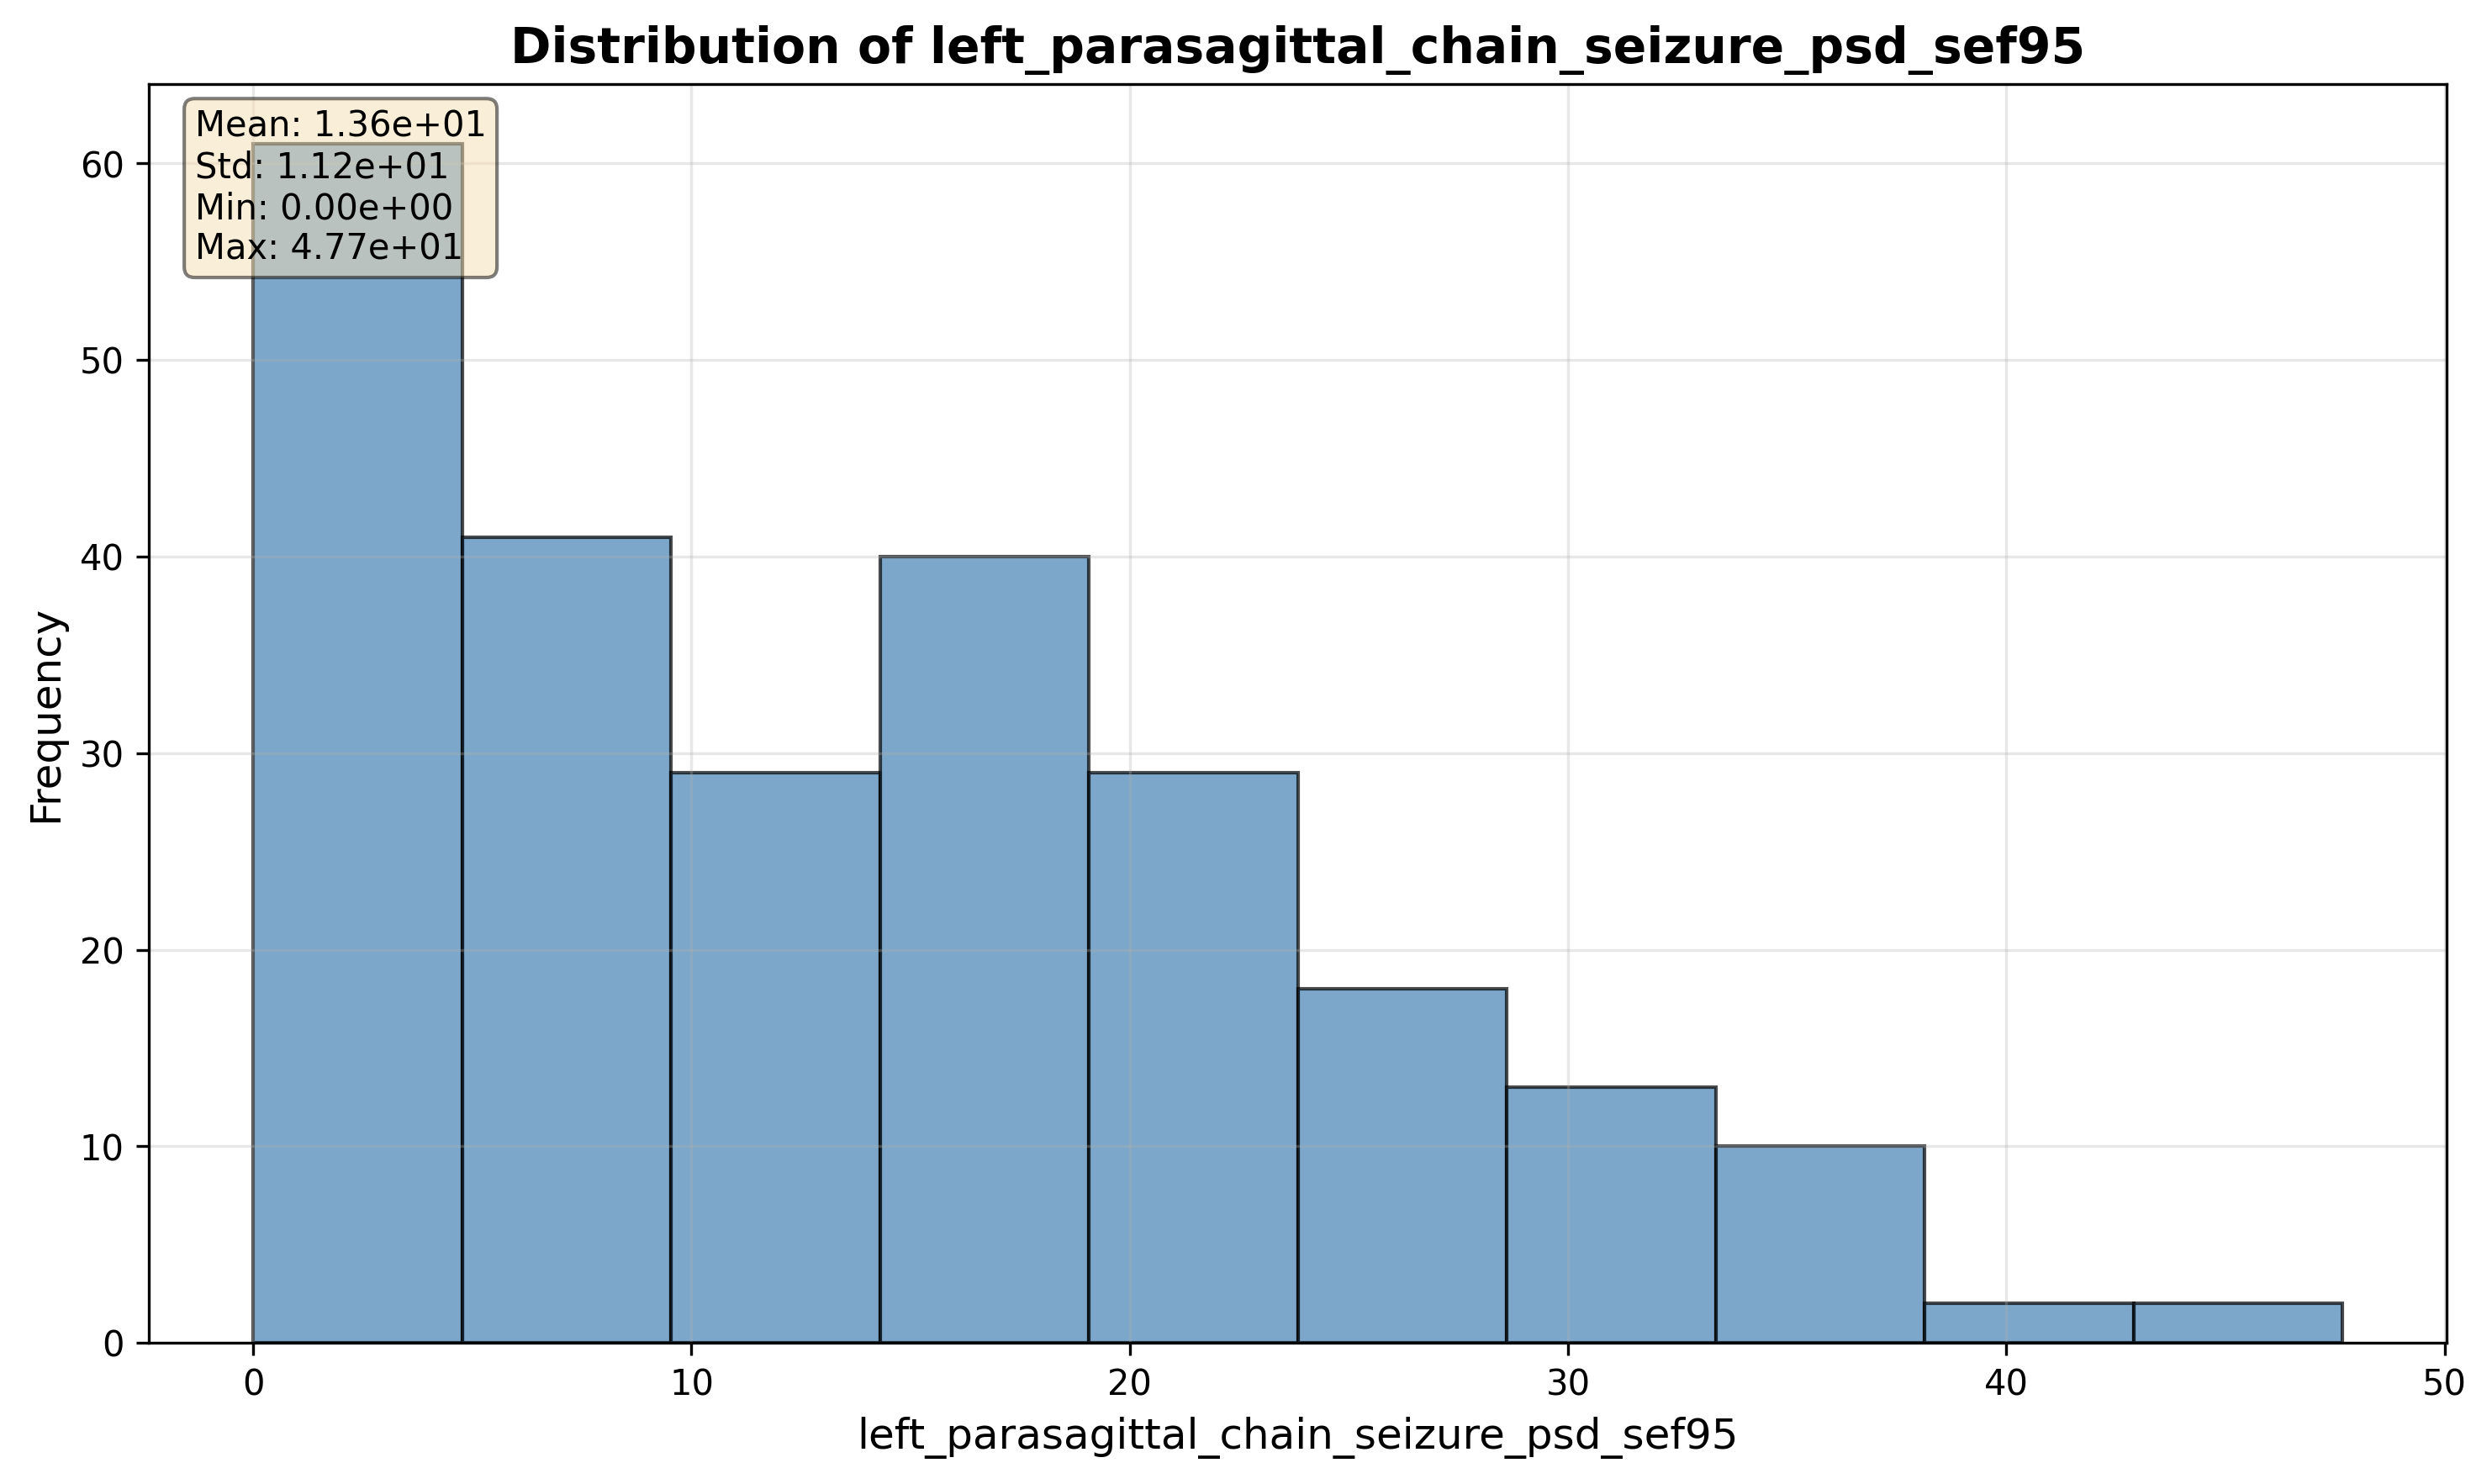 Distribution of left_parasagittal_chain_seizure_psd_sef95
Mean: 1.36e+01
Std: 1.12e+01
Min: 0.00e+00
Max: 4.77e+01
60
50
40
30
20
10
0
Frequency
0 10 20 30 40 50
left_parasagittal_chain_seizure_psd_sef95